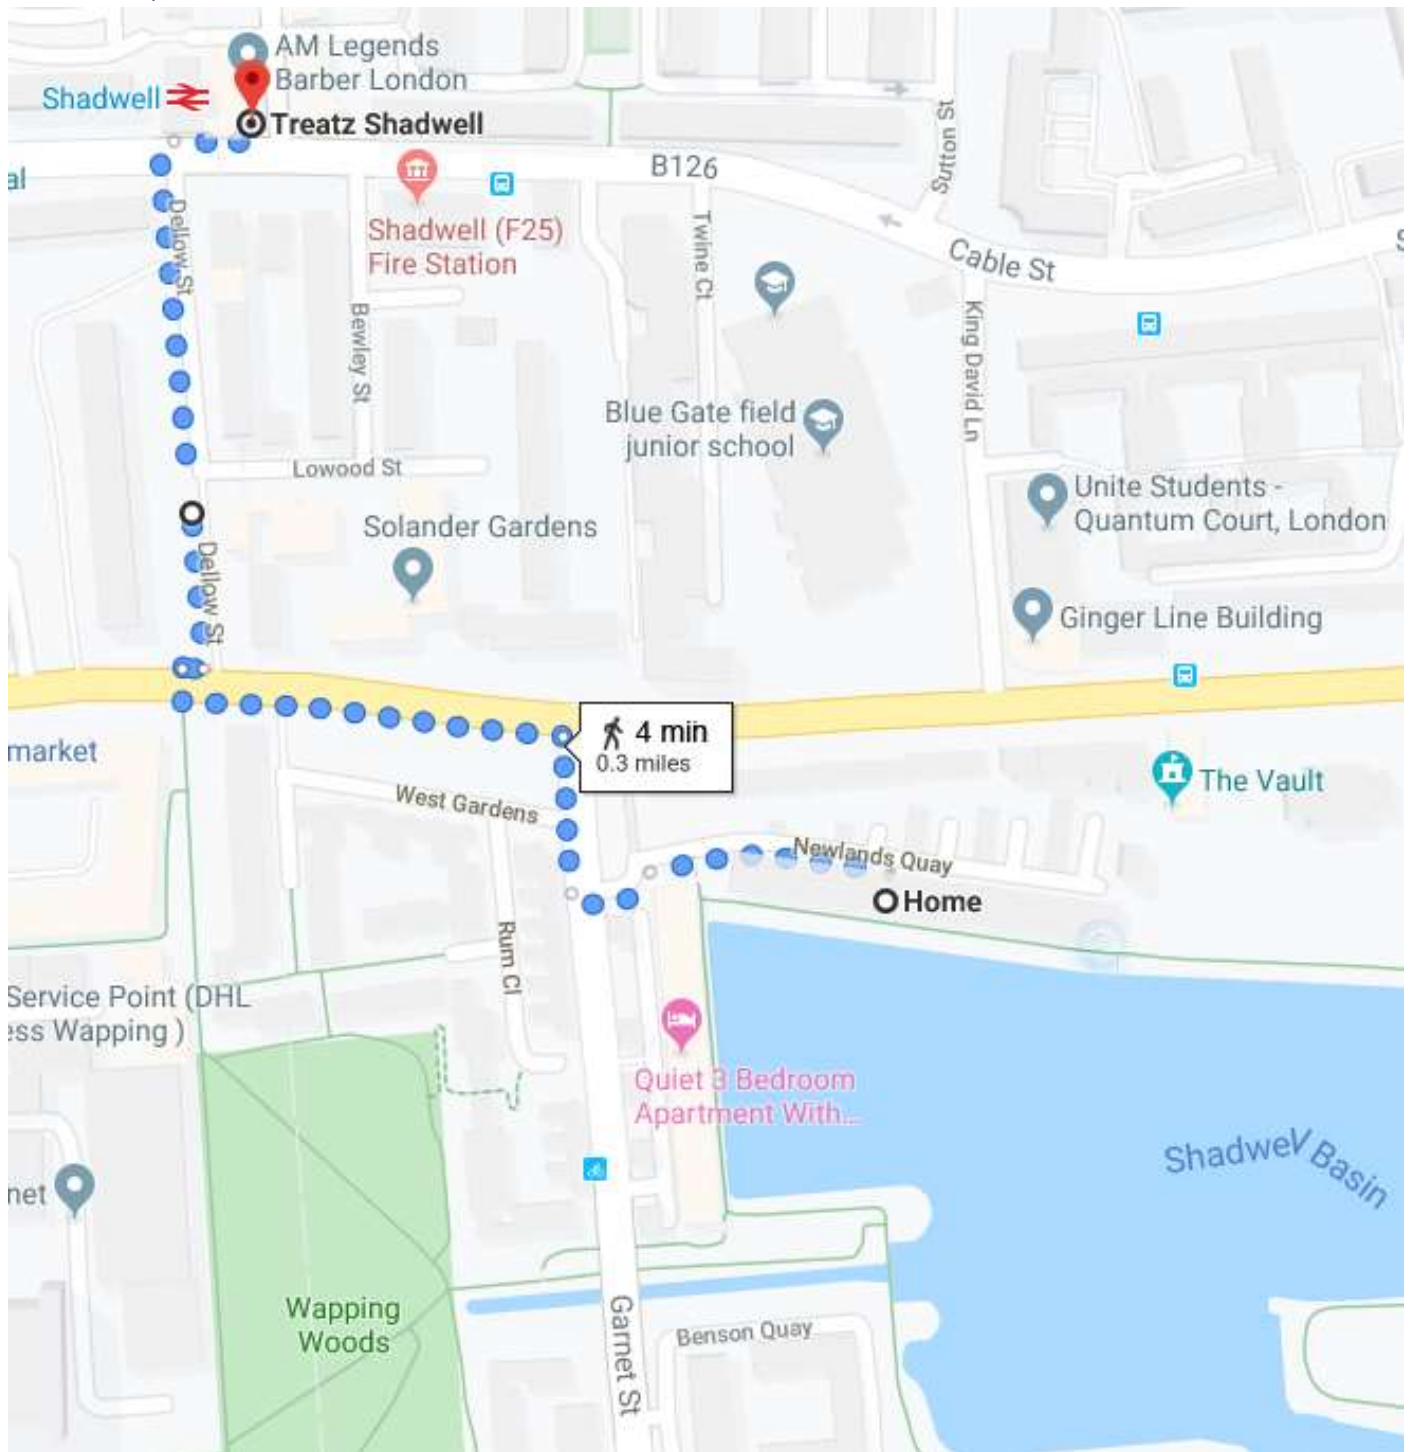 AM Legends
Barber London
Shadwell
Treatz Shadwell
al
B126
Sutton St
Shadwell (F25)
Fire Station
Dellow St
Twine Ct
Cable St
S
Bewley St
King David Ln
Blue Gate field
junior school
Lowood St
Unite Students -
Quantum Court, London
Solander Gardens
Dellow St
Ginger Line Building
4 min
0.3 miles
market
The Vault
West Gardens
Newlands Quay
Home
Rum Cl
Service Point (DHL
ess Wapping )
Quiet 3 Bedroom
Apartment With...
Shadwell Basin
net
Wapping
Woods
Garnet St
Benson Quay